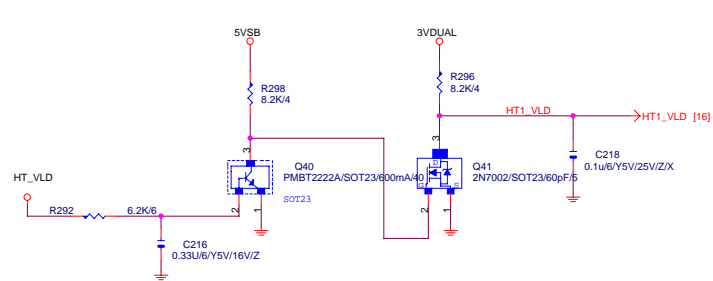 5VSB
3VDUAL
R298
8.2K/4
R296
8.2K/4
HT1_VLD
HT1_VLD [16]
3
3
Q40
PMBT2222A/SOT23/600mA/40
SOT23
D
G
S
Q41
2N7002/SOT23/60pF/5
C218
0.1u/6/Y5V/25V/Z/X
HT_VLD
2
1
2
1
R292
6.2K/6
C216
0.33U/6/Y5V/16V/Z